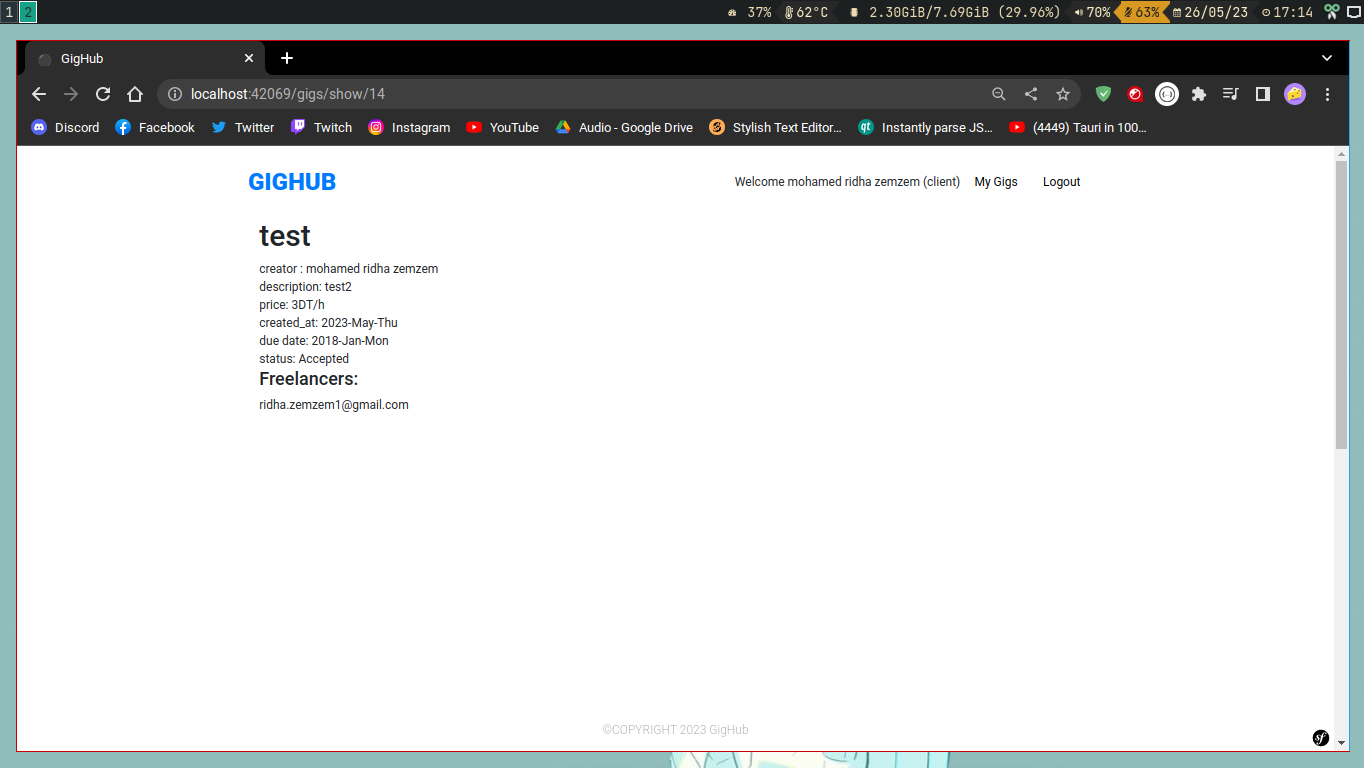 1 2 37% 62°C 2.30GiB/7.69GiB (29.96%) 70% 63% 26/05/23 17:14
GigHub
localhost:42069/gigs/show/14
Discord Facebook Twitter Twitch Instagram YouTube Audio - Google Drive Stylish Text Editor... Instantly parse JS... (4449) Tauri in 100...
GIGHUB Welcome mohamed ridha zemzem (client) My Gigs Logout
test
creator : mohamed ridha zemzem
description: test2
price: 3DT/h
created_at: 2023-May-Thu
due date: 2018-Jan-Mon
status: Accepted
Freelancers:
ridha.zemzem1@gmail.com
©COPYRIGHT 2023 GigHub